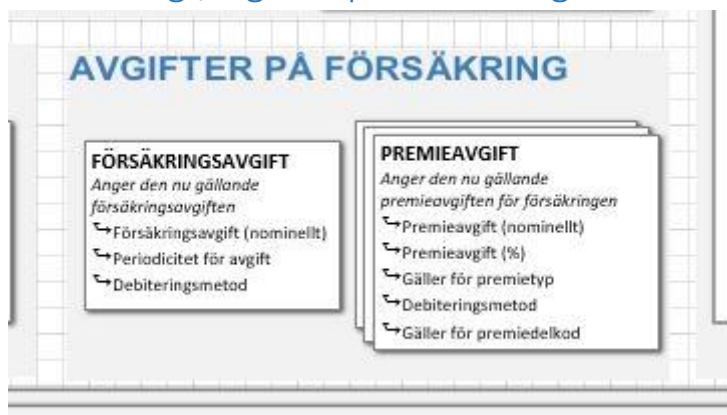 AVGIFTER PÅ FÖRSÄKRING
FÖRSÄKRINGSAVGIFT
Anger den nu gällande
försäkringsavgiften
Försäkringsavgift (nominellt)
Periodicitet för avgift
Debiteringsmetod
PREMIEAVGIFT
Anger den nu gällande
premieavgiften för försäkringen
Premieavgift (nominellt)
Premieavgift (%)
Gäller för premietyp
Debiteringsmetod
Gäller för premiedelkod